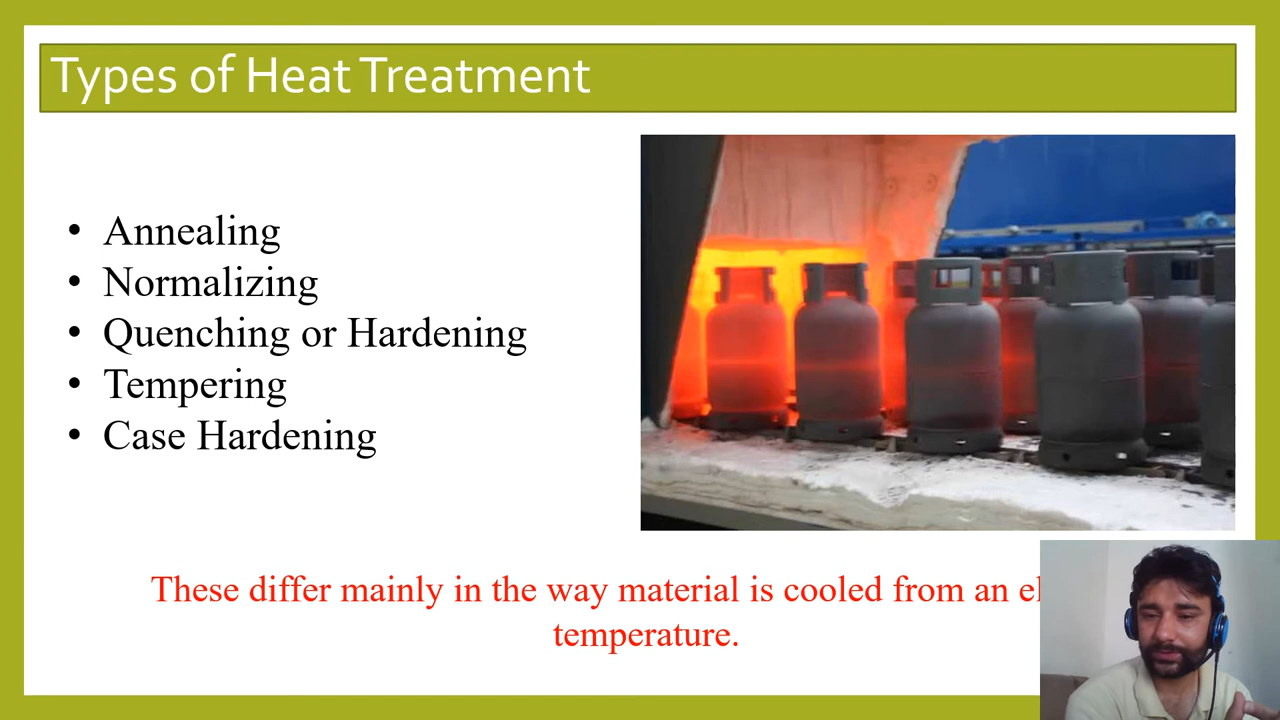 Types of Heat Treatment
• Annealing
• Normalizing
• Quenching or Hardening
• Tempering
• Case Hardening
These differ mainly in the way material is cooled from an
temperature.